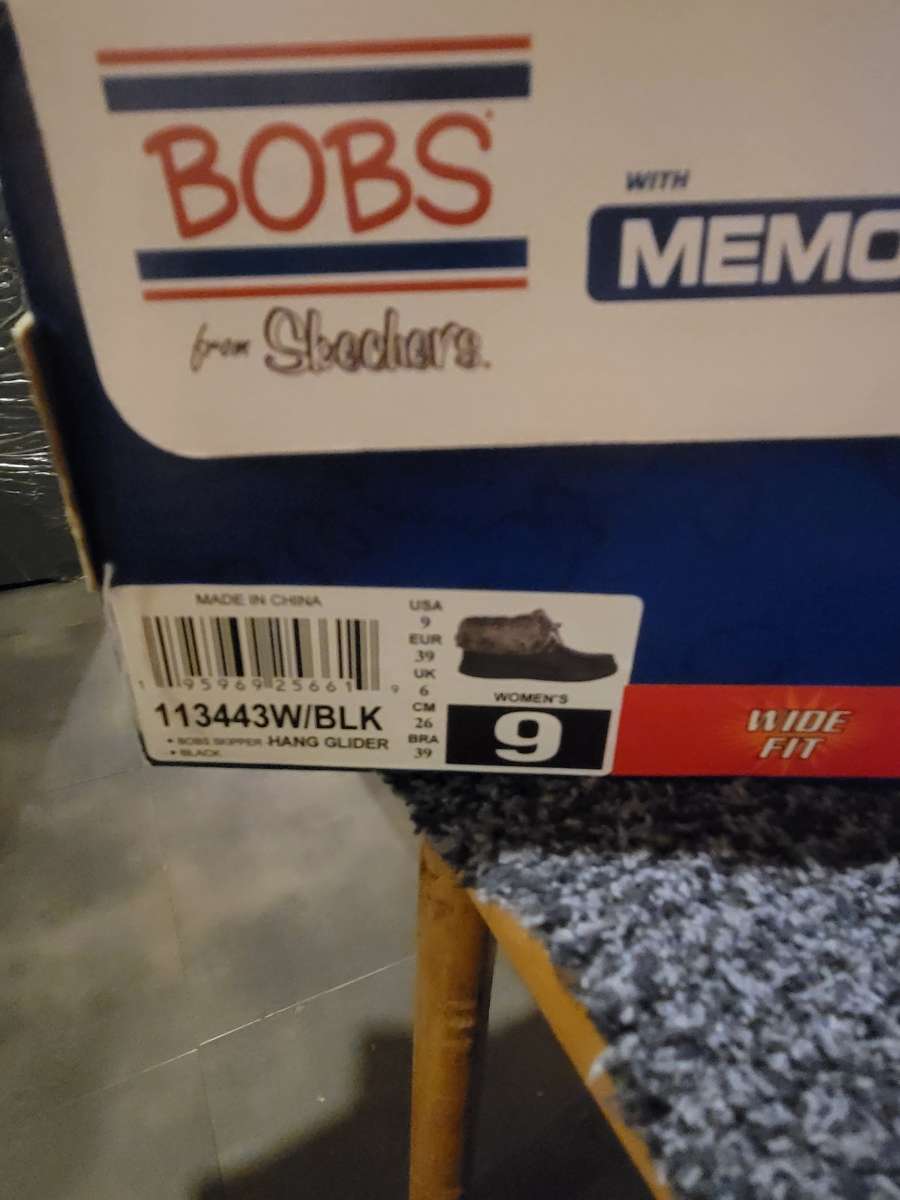 BOBS
from Skechers.
WITH
MEMO
MADE IN CHINA
1 95969 25661 9
113443W/BLK
• BOBS SKIPPER -HANG GLIDER
• BLACK
USA
9
EUR
39
UK
6
CM
26
BRA
39
WOMEN'S
9
WIDE
FIT